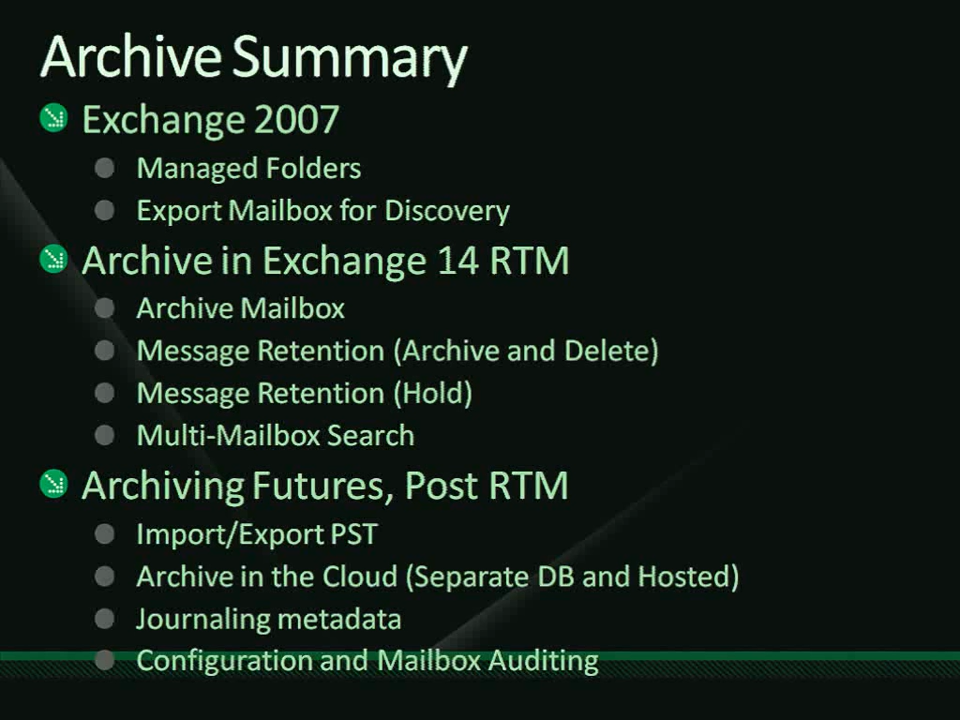 Archive Summary
Exchange 2007
Managed Folders
Export Mailbox for Discovery
Archive in Exchange 14 RTM
Archive Mailbox
Message Retention (Archive and Delete)
Message Retention (Hold)
Multi-Mailbox Search
Archiving Futures, Post RTM
Import/Export PST
Archive in the Cloud (Separate DB and Hosted)
Journaling metadata
Configuration and Mailbox Auditing